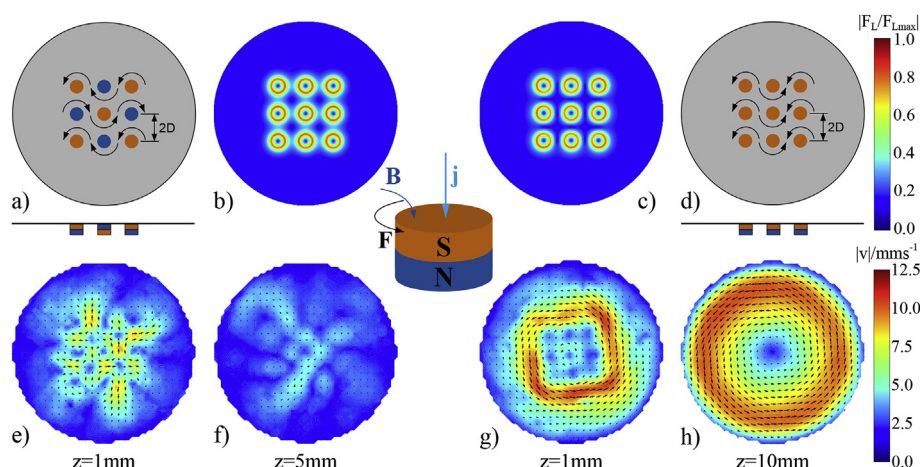 |F_L/F_Lmax|
1.0
0.8
0.6
0.4
0.2
0.0
2D
2D
a)
b)
c)
d)
B
j
F
S
N
|v|/mms⁻¹
12.5
10.0
7.5
5.0
2.5
0.0
e)
f)
g)
h)
z=1mm
z=5mm
z=1mm
z=10mm